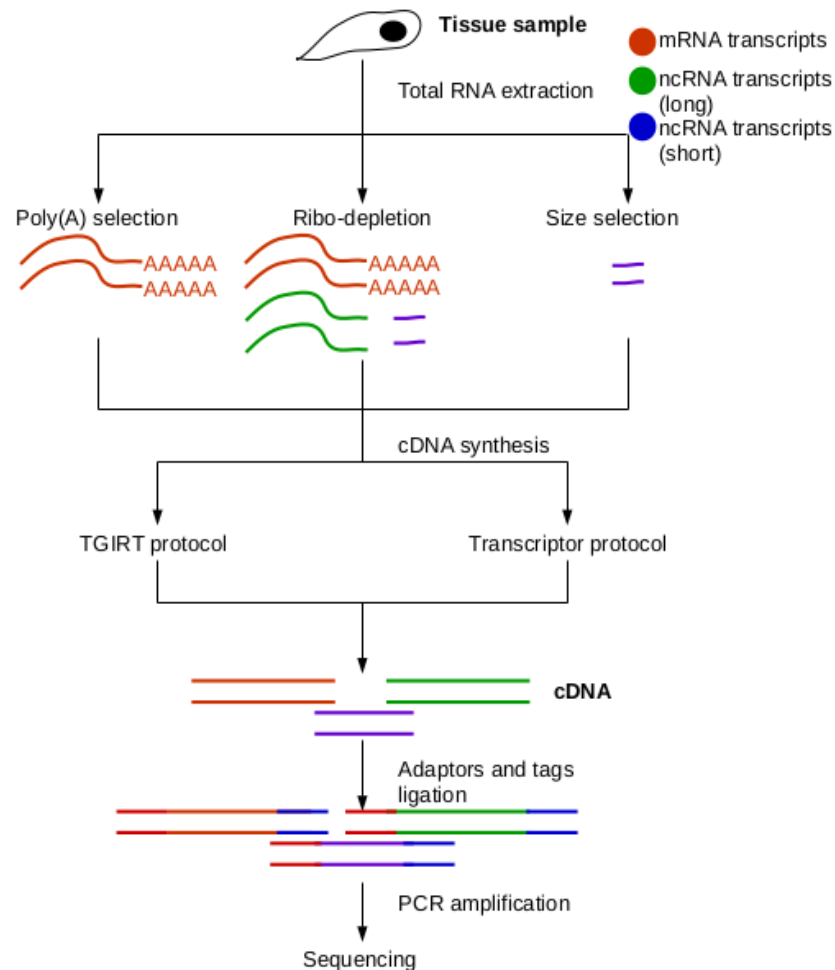 Tissue sample
mRNA transcripts
ncRNA transcripts
(long)
ncRNA transcripts
(short)
Total RNA extraction
Poly(A) selection
Ribo-depletion
Size selection
AAAAA
AAAAA
AAAAA
AAAAA
cDNA synthesis
TGIRT protocol
Transcriptor protocol
cDNA
Adaptors and tags
ligation
PCR amplification
Sequencing